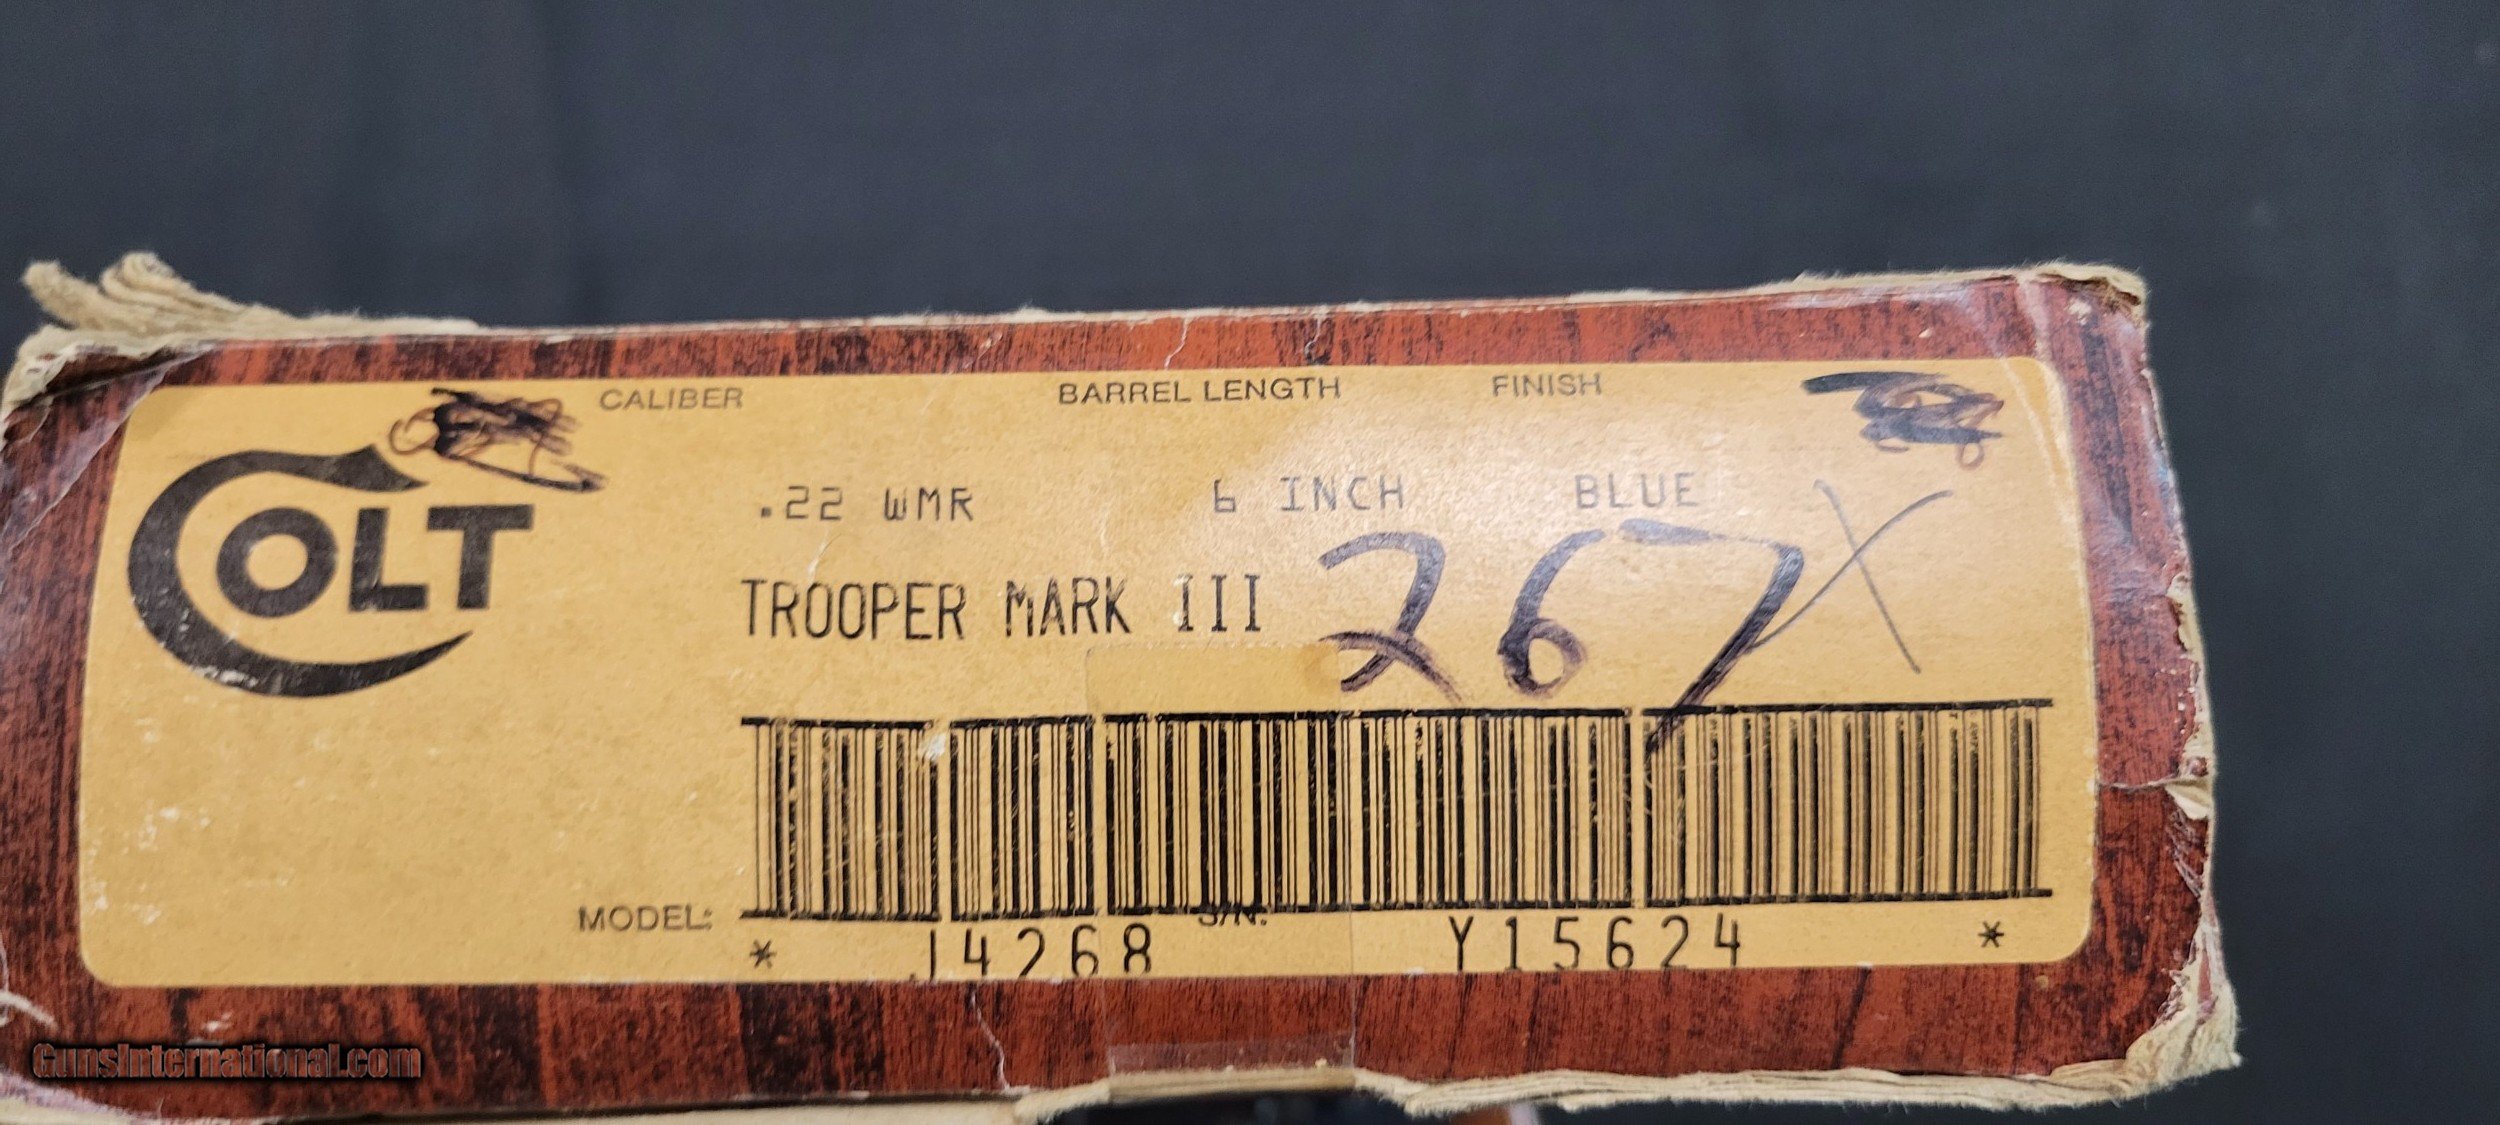 CALIBER BARREL LENGTH FINISH
COLT
.22 WMR 6 INCH BLUE
TROOPER MARK III 267 X
MODEL: S/N:
* J4268 Y15624 *
GunsInternational.com